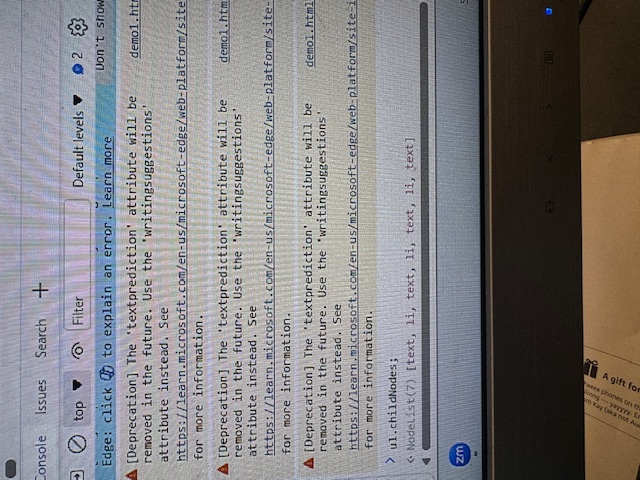 Console Issues Search +
top ▼ Filter Default levels ▼ 2
Edge: click to explain an error. Learn more Don't show
[Deprecation] The 'textprediction' attribute will be demo1.htm
removed in the future. Use the 'writingsuggestions'
attribute instead. See
https://learn.microsoft.com/en-us/microsoft-edge/web-platform/site
for more information.
[Deprecation] The 'textprediction' attribute will be demo1.htm
removed in the future. Use the 'writingsuggestions'
attribute instead. See
https://learn.microsoft.com/en-us/microsoft-edge/web-platform/site-
for more information.
[Deprecation] The 'textprediction' attribute will be demo1.html
removed in the future. Use the 'writingsuggestions'
attribute instead. See
https://learn.microsoft.com/en-us/microsoft-edge/web-platform/site-i
for more information.
> ul.childNodes;
NodeList(7) [text, li, text, li, text, li, text]
zm
A gift for